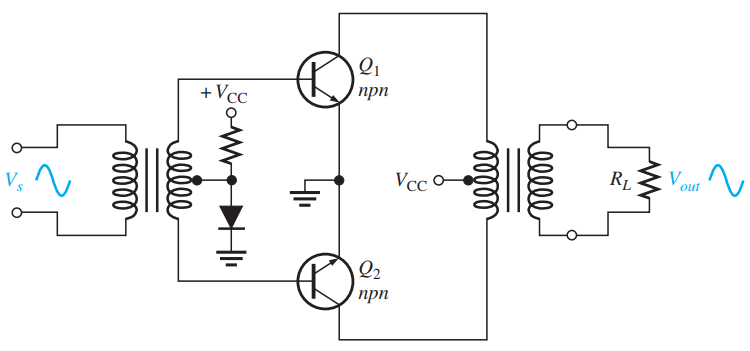 Q1
npn
+ VCC
Vs
VCC
RL
Vout
Q2
npn